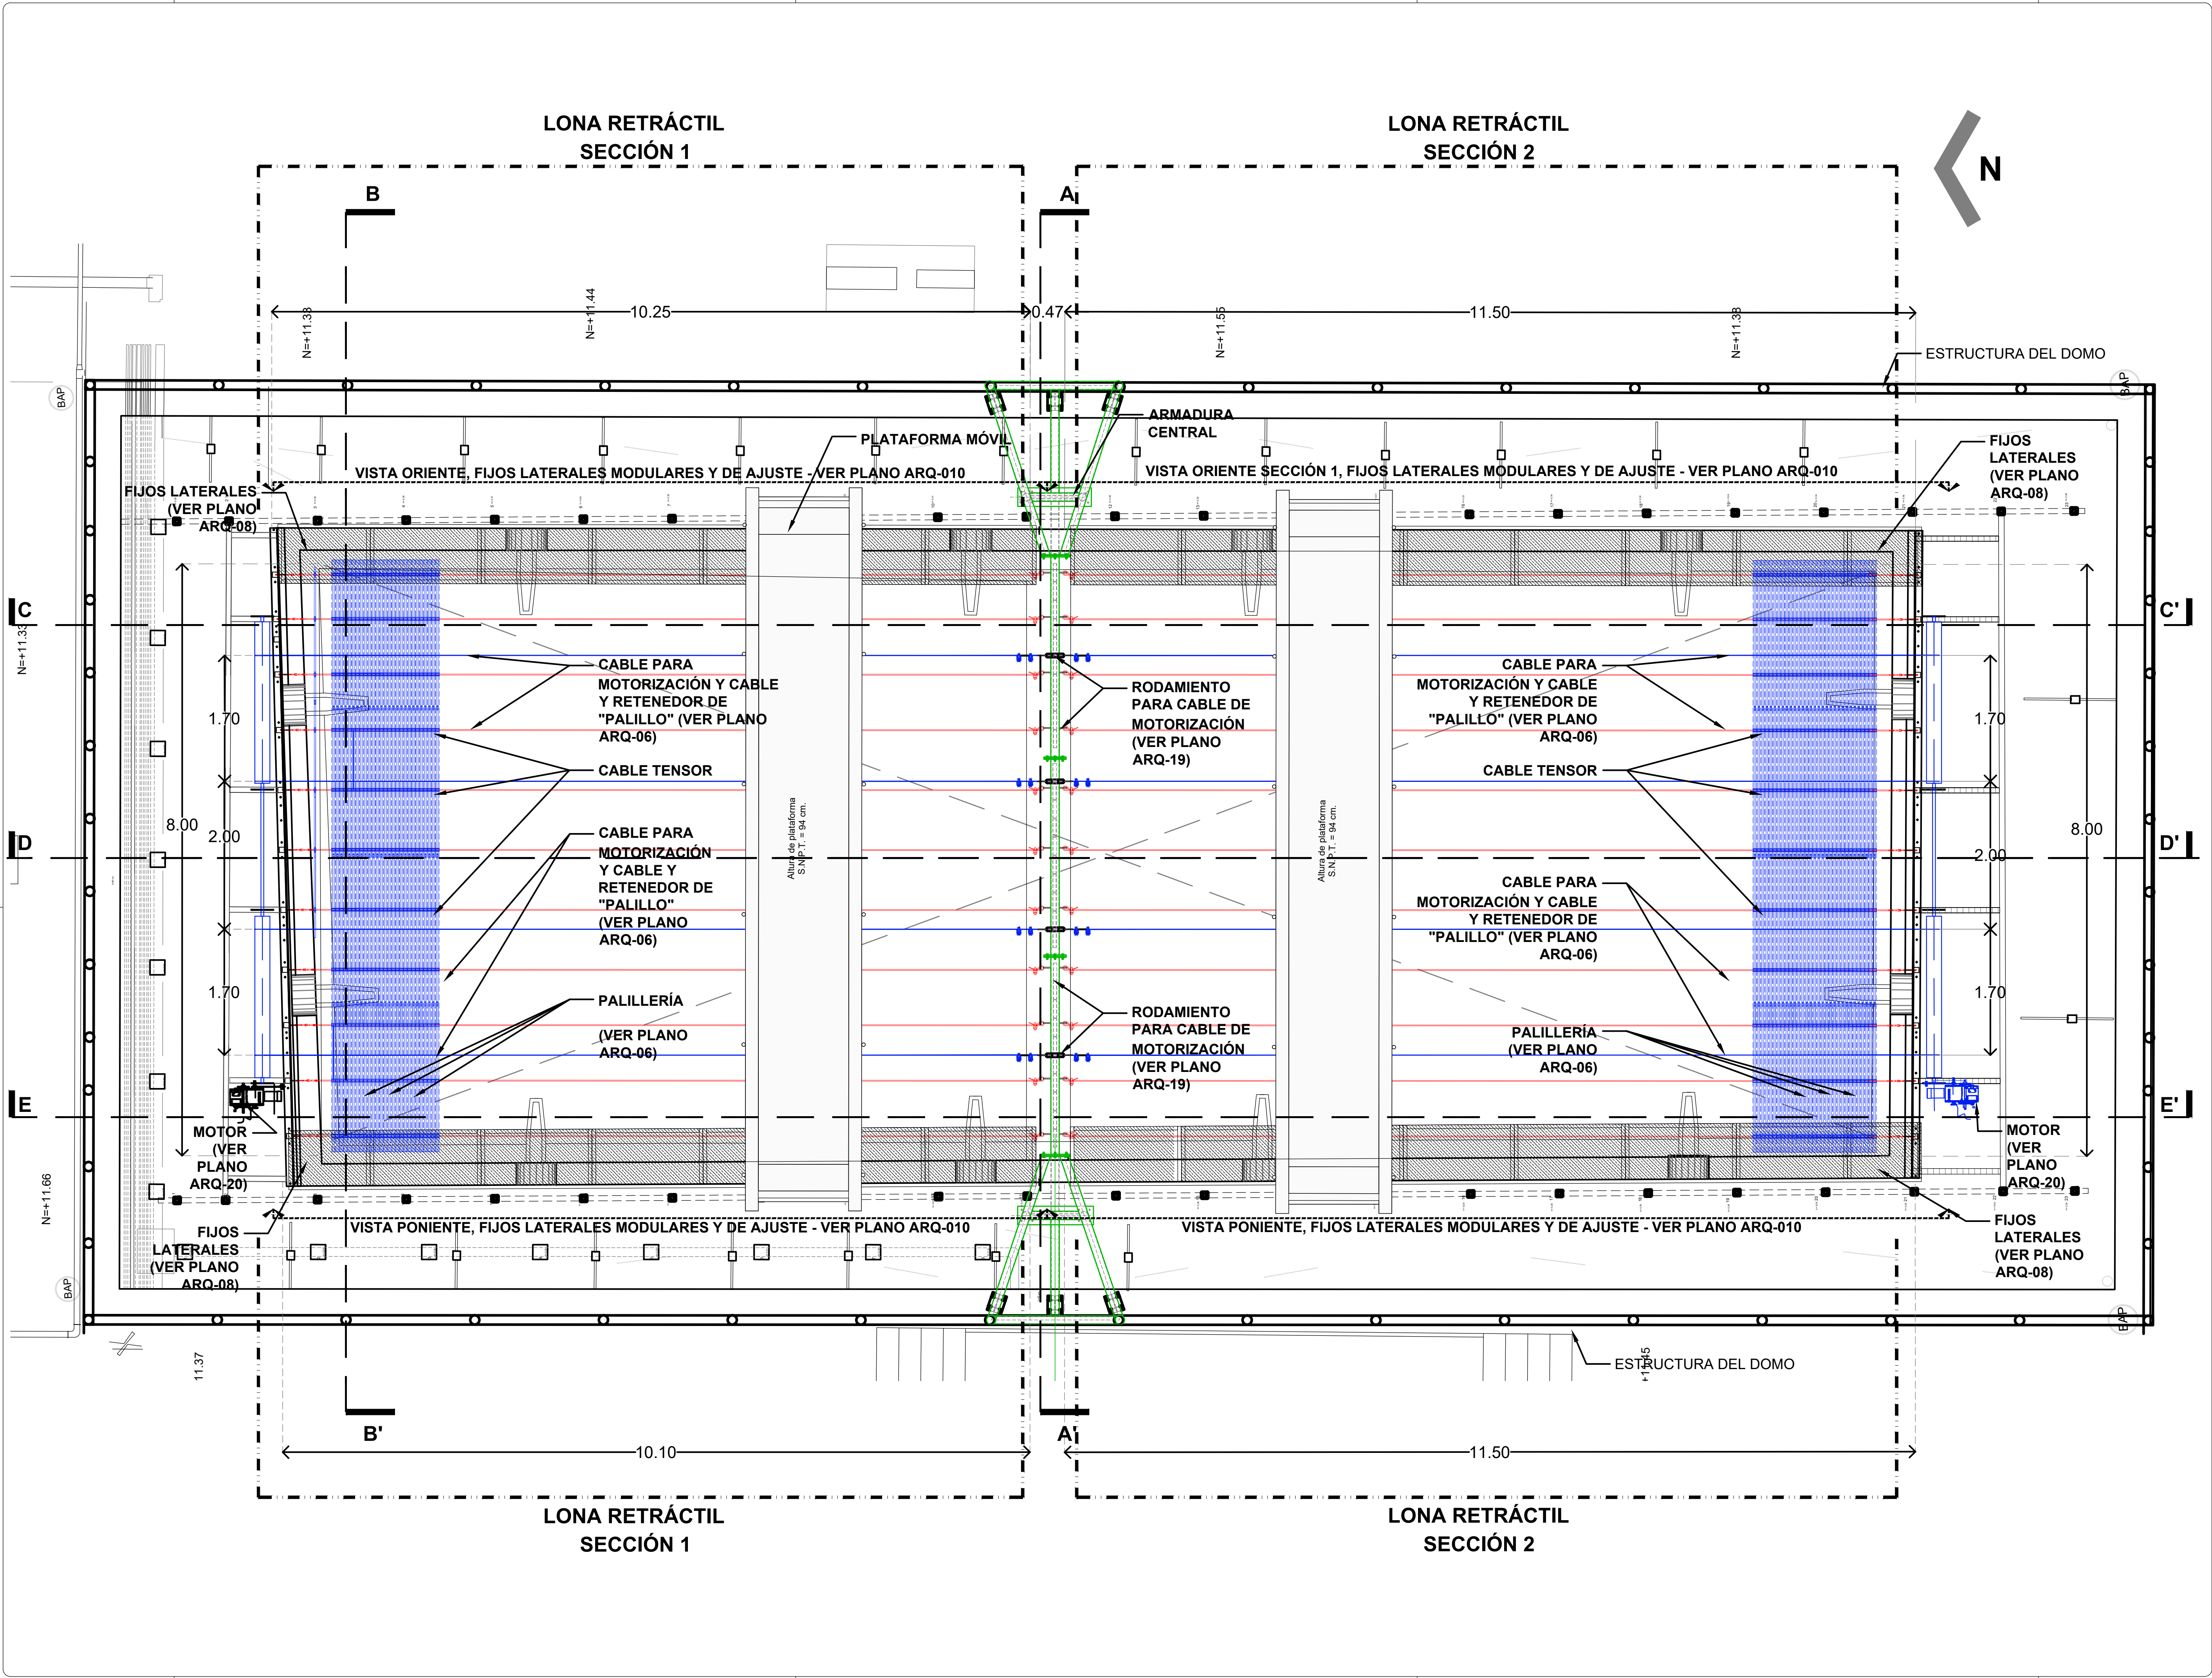 LONA RETRÁCTIL
SECCIÓN 1
LONA RETRÁCTIL
SECCIÓN 2
N
B
A
10.25
0.47
11.50
N=+11.33
N=+11.44
N=+11.55
N=+11.38
ESTRUCTURA DEL DOMO
BAP
BAP
ARMADURA
CENTRAL
PLATAFORMA MÓVIL
VISTA ORIENTE, FIJOS LATERALES MODULARES Y DE AJUSTE - VER PLANO ARQ-010
VISTA ORIENTE SECCIÓN 1, FIJOS LATERALES MODULARES Y DE AJUSTE - VER PLANO ARQ-010
FIJOS LATERALES
(VER PLANO
ARQ-08)
FIJOS
LATERALES
(VER PLANO
ARQ-08)
C
C'
N=+11.33
CABLE PARA
MOTORIZACIÓN Y CABLE
Y RETENEDOR DE
"PALILLO" (VER PLANO
ARQ-06)
RODAMIENTO
PARA CABLE DE
MOTORIZACIÓN
(VER PLANO
ARQ-19)
CABLE PARA
MOTORIZACIÓN Y CABLE
Y RETENEDOR DE
"PALILLO" (VER PLANO
ARQ-06)
1.70
1.70
CABLE TENSOR
CABLE TENSOR
8.00
2.00
2.00
8.00
Altura de plataforma
S.N.P.T. = 94 cm.
Altura de plataforma
S.N.P.T. = 94 cm.
D
D'
CABLE PARA
MOTORIZACIÓN
Y CABLE Y
RETENEDOR DE
"PALILLO"
(VER PLANO
ARQ-06)
CABLE PARA
MOTORIZACIÓN Y CABLE
Y RETENEDOR DE
"PALILLO" (VER PLANO
ARQ-06)
1.70
1.70
PALILLERÍA
(VER PLANO
ARQ-06)
RODAMIENTO
PARA CABLE DE
MOTORIZACIÓN
(VER PLANO
ARQ-19)
PALILLERÍA
(VER PLANO
ARQ-06)
E
E'
MOTOR
(VER
PLANO
ARQ-20)
MOTOR
(VER
PLANO
ARQ-20)
N=+11.66
VISTA PONIENTE, FIJOS LATERALES MODULARES Y DE AJUSTE - VER PLANO ARQ-010
VISTA PONIENTE, FIJOS LATERALES MODULARES Y DE AJUSTE - VER PLANO ARQ-010
FIJOS
LATERALES
(VER PLANO
ARQ-08)
FIJOS
LATERALES
(VER PLANO
ARQ-08)
BAP
BAP
11.37
+11.45
ESTRUCTURA DEL DOMO
B'
A'
10.10
11.50
LONA RETRÁCTIL
SECCIÓN 1
LONA RETRÁCTIL
SECCIÓN 2